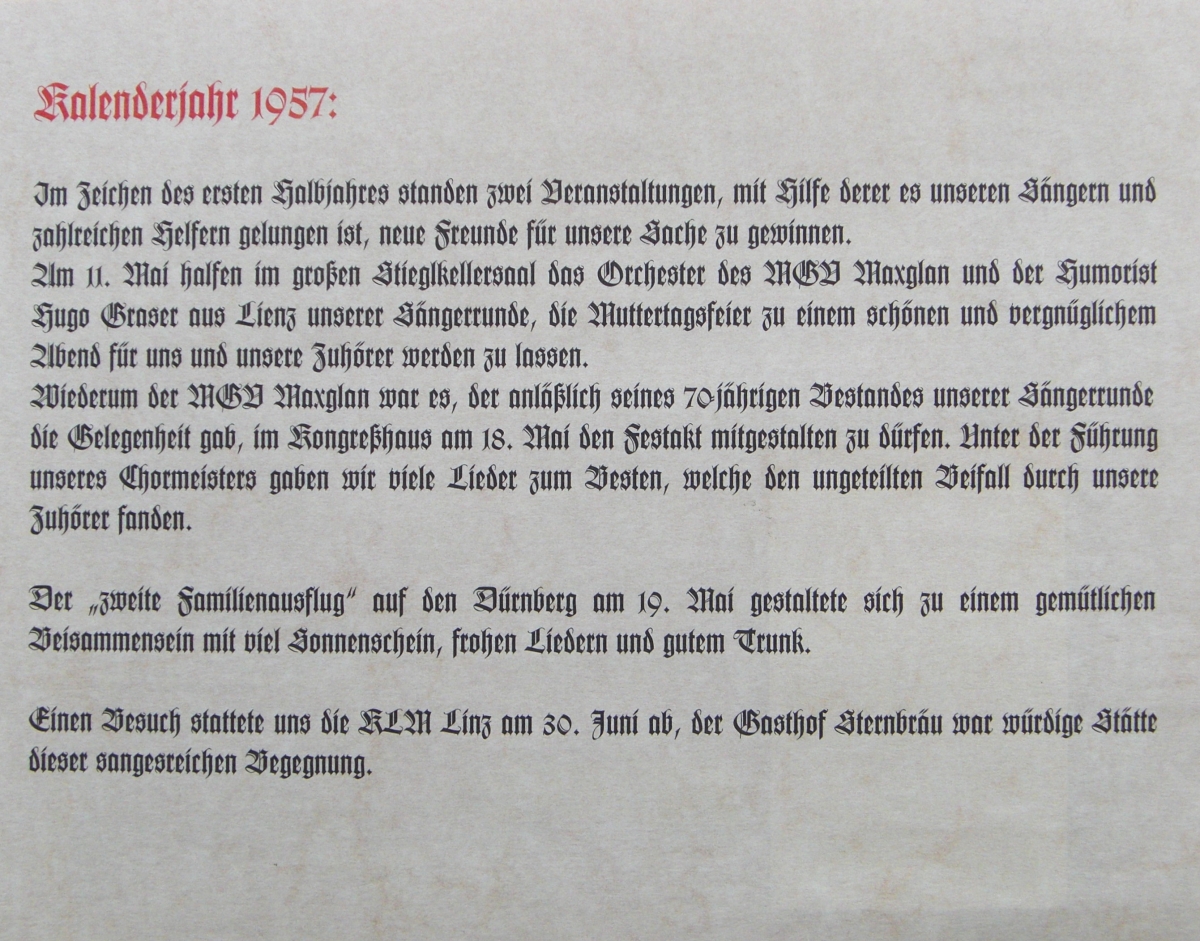 Kalenderjahr 1957:
Im Zeichen des ersten Halbjahres standen zwei Veranstaltungen, mit Hilfe derer es unseren Sängern und
zahlreichen Helfern gelungen ist, neue Freunde für unsere Sache zu gewinnen.
Am 11. Mai halfen im großen Stieglkellersaal das Orchester des MGV Maxglan und der Humorist
Hugo Graser aus Lienz unserer Sängerrunde, die Muttertagsfeier zu einem schönen und vergnüglichem
Abend für uns und unsere Zuhörer werden zu lassen.
Wiederum der MGV Maxglan war es, der anläßlich seines 70-jährigen Bestandes unserer Sängerrunde
die Gelegenheit gab, im Kongreßhaus am 18. Mai den Festakt mitgestalten zu dürfen. Unter der Führung
unseres Chormeisters gaben wir viele Lieder zum Besten, welche den ungeteilten Beifall durch unsere
Zuhörer fanden.
Der „zweite Familienausflug“ auf den Dürnberg am 19. Mai gestaltete sich zu einem gemütlichen
Beisammensein mit viel Sonnenschein, frohen Liedern und gutem Trunk.
Einen Besuch stattete uns die KLM Linz am 30. Juni ab, der Gasthof Sternbräu war würdige Stätte
dieser sangesreichen Begegnung.